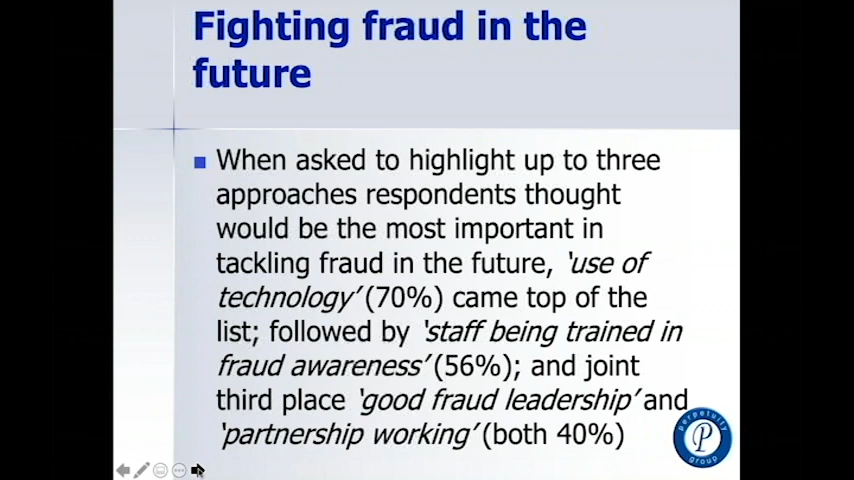 Fighting fraud in the
future
When asked to highlight up to three
approaches respondents thought
would be the most important in
tackling fraud in the future, ‘use of
technology’ (70%) came top of the
list; followed by ‘staff being trained in
fraud awareness’ (56%); and joint
third place ‘good fraud leadership’ and
‘partnership working’ (both 40%)
perpetuity
P
group